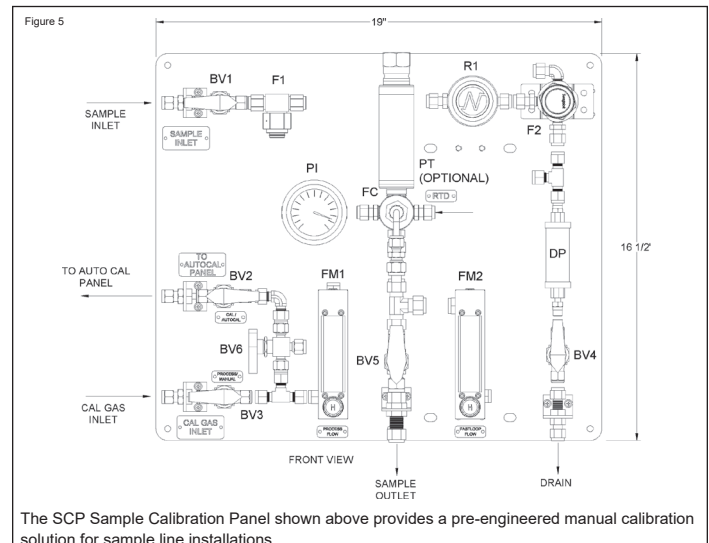 Figure 5
19"
BV1
F1
R1
SAMPLE
INLET
SAMPLE
INLET
F2
PT
(OPTIONAL)
PI
FC
RTD
16 1/2'
DP
TO
AUTOCAL
PANEL
TO AUTO CAL
PANEL
BV2
FM1
FM2
CAL/
AUTOCAL
BV6
BV5
BV4
PROCESS/
MANUAL
CAL GAS
INLET
BV3
H
H
CAL GAS
INLET
PROCESS
FLOW
FASTLOOP
FLOW
FRONT VIEW
SAMPLE
OUTLET
DRAIN
The SCP Sample Calibration Panel shown above provides a pre-engineered manual calibration
solution for sample line installations